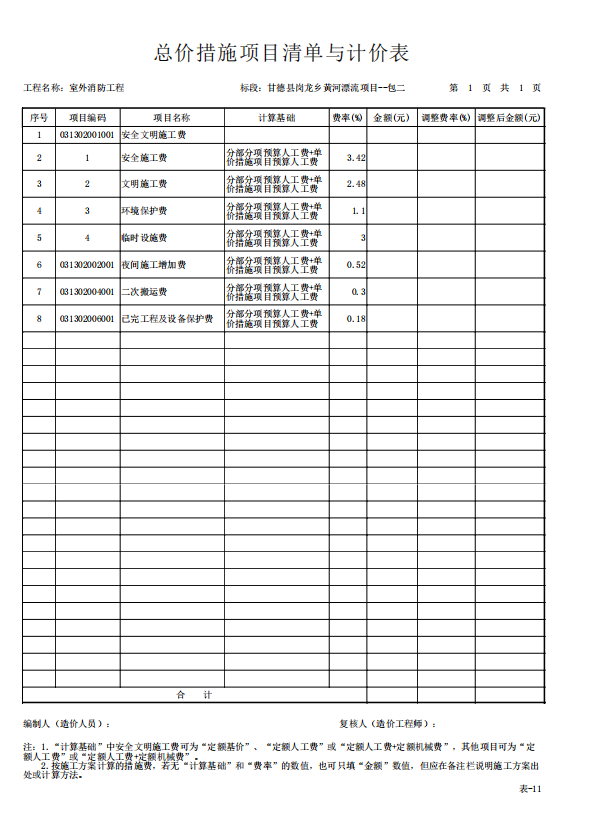 总价措施项目清单与计价表
工程名称：室外消防工程 标段：甘德县岗龙乡黄河漂流项目--包二 第 1 页 共 1 页
序号 项目编码 项目名称 计算基础 费率(%) 金额(元) 调整费率(%) 调整后金额(元)
1 031302001001 安全文明施工费
2 1 安全施工费 分部分项预算人工费+单价措施项目预算人工费 3.42
3 2 文明施工费 分部分项预算人工费+单价措施项目预算人工费 2.48
4 3 环境保护费 分部分项预算人工费+单价措施项目预算人工费 1.1
5 4 临时设施费 分部分项预算人工费+单价措施项目预算人工费 3
6 031302002001 夜间施工增加费 分部分项预算人工费+单价措施项目预算人工费 0.52
7 031302004001 二次搬运费 分部分项预算人工费+单价措施项目预算人工费 0.3
8 031302006001 已完工程及设备保护费 分部分项预算人工费+单价措施项目预算人工费 0.18
合 计
编制人（造价人员）： 复核人（造价工程师）：
注：1.“计算基础”中安全文明施工费可为“定额基价”、“定额人工费”或“定额人工费+定额机械费”，其他项目可为“定
额人工费”或“定额人工费+定额机械费”。
2.按施工方案计算的措施费，若无“计算基础”和“费率”的数值，也可只填“金额”数值，但应在备注栏说明施工方案出
处或计算方法。
表-11